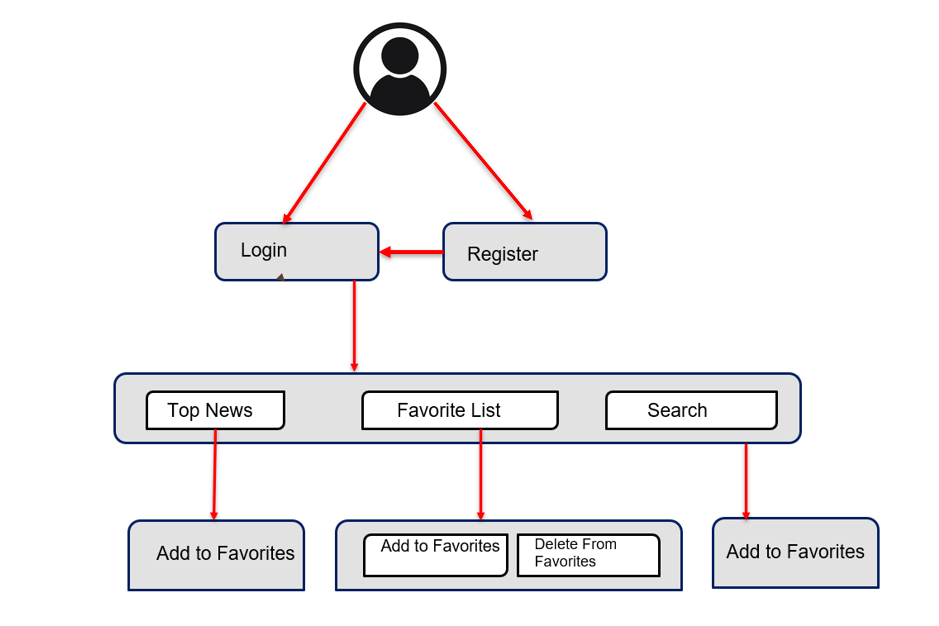 Login
Register
Top News
Favorite List
Search
Add to Favorites
Add to Favorites
Delete From
Favorites
Add to Favorites